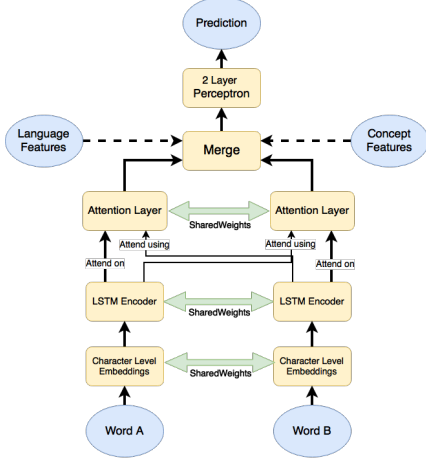 Prediction
2 Layer
Perceptron
Language
Features
Merge
Concept
Features
Attention Layer
SharedWeights
Attention Layer
Attend using
Attend using
Attend on
Attend on
LSTM Encoder
SharedWeights
LSTM Encoder
Character Level
Embeddings
SharedWeights
Character Level
Embeddings
Word A
Word B